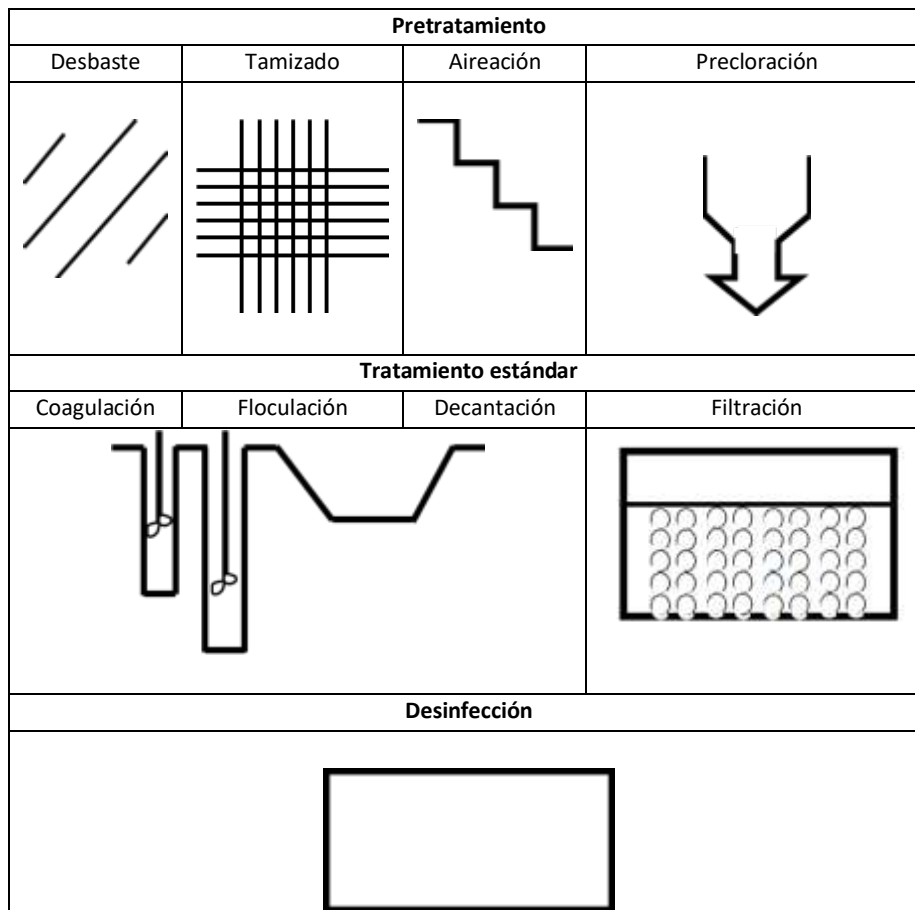 Pretratamiento
Desbaste Tamizado Aireación Precloración
Tratamiento estándar
Coagulación Floculación Decantación Filtración
Desinfección